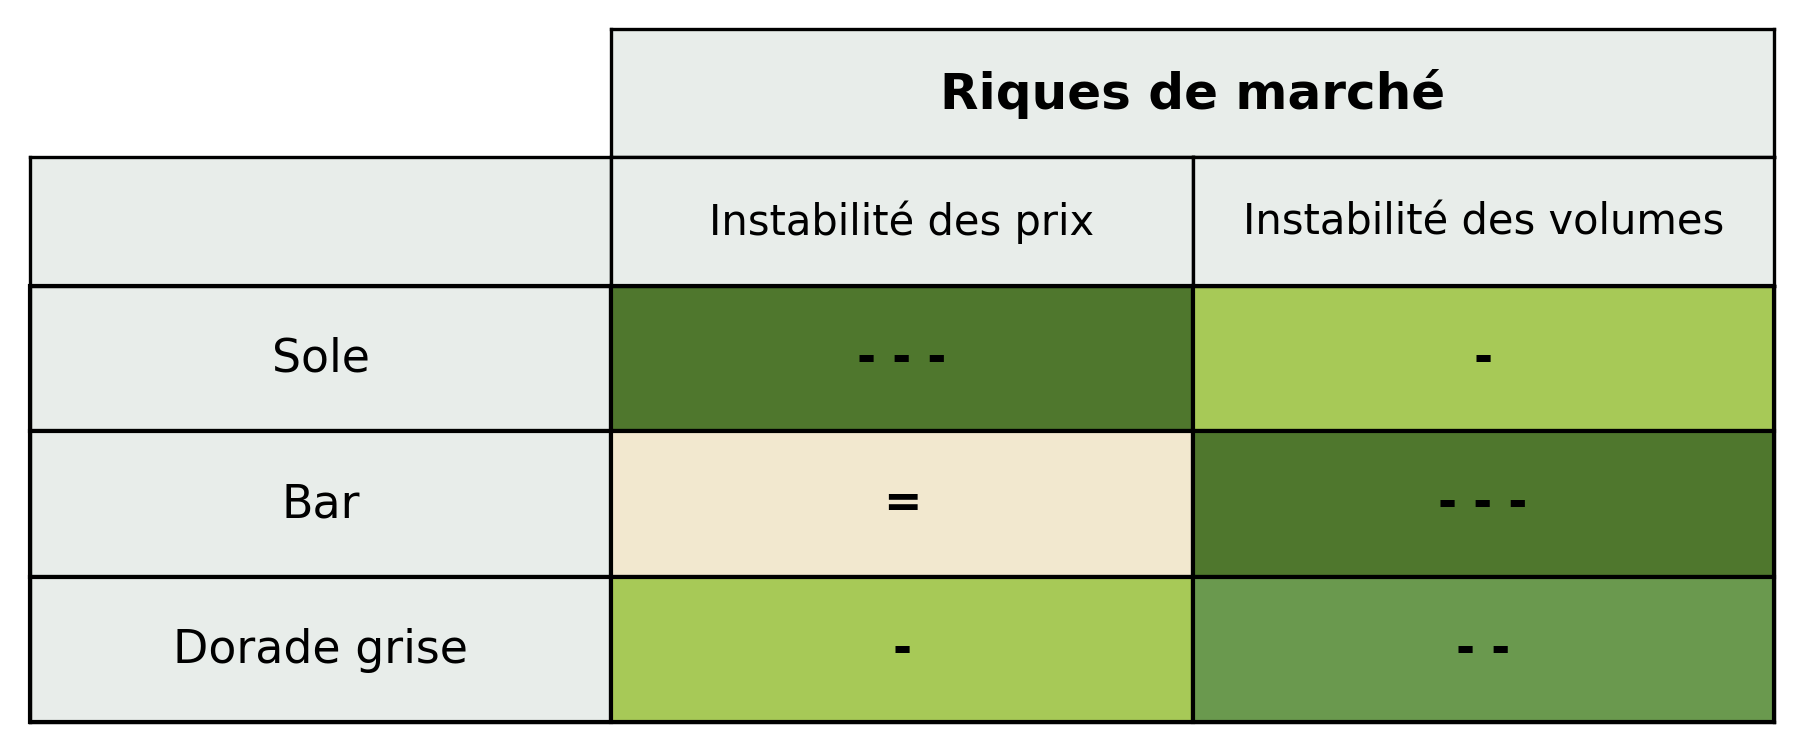 Riques de marché
Instabilité des prix Instabilité des volumes
Sole - - - -
Bar = - - -
Dorade grise - - -